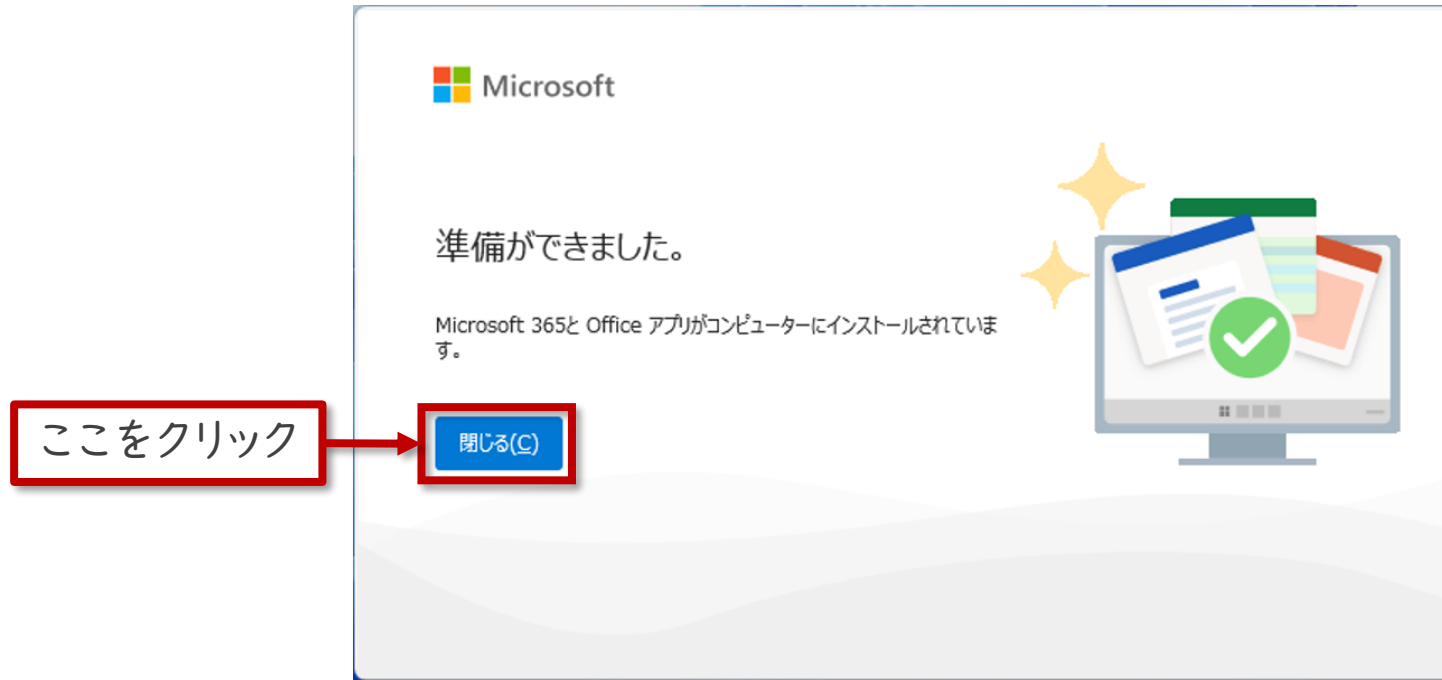 Microsoft
準備ができました。
Microsoft 365と Office アプリがコンピューターにインストールされていま
す。
ここをクリック
閉じる(C)